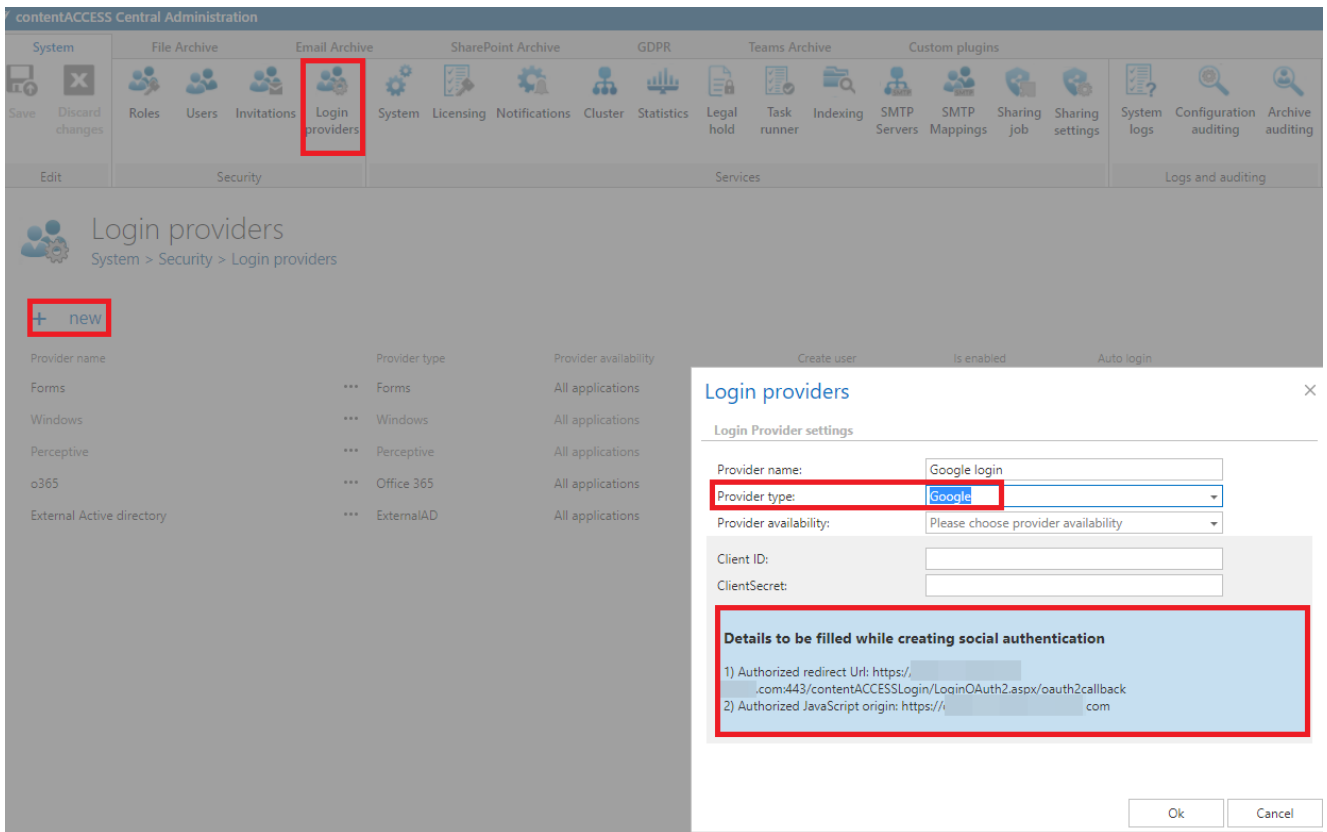 contentACCESS Central Administration
System File Archive Email Archive SharePoint Archive GDPR Teams Archive Custom plugins
Save Discard changes Roles Users Invitations Login providers System Licensing Notifications Cluster Statistics Legal hold Task runner Indexing SMTP Servers SMTP Mappings Sharing job Sharing settings System logs Configuration auditing Archive auditing
Edit Security Services Logs and auditing
Login providers
System > Security > Login providers
+ new
Provider name Provider type Provider availability Create user Is enabled Auto login
Forms ••• Forms All applications
Windows ••• Windows All applications
Perceptive ••• Perceptive All applications
o365 ••• Office 365 All applications
External Active directory ••• ExternalAD All applications
Login providers
Login Provider settings
Provider name: Google login
Provider type: Google
Provider availability: Please choose provider availability
Client ID:
ClientSecret:
Details to be filled while creating social authentication
1) Authorized redirect Url: https:/
.com:443/contentACCESSLogin/LoginOAuth2.aspx/oauth2callback
2) Authorized JavaScript origin: https:// com
Ok Cancel